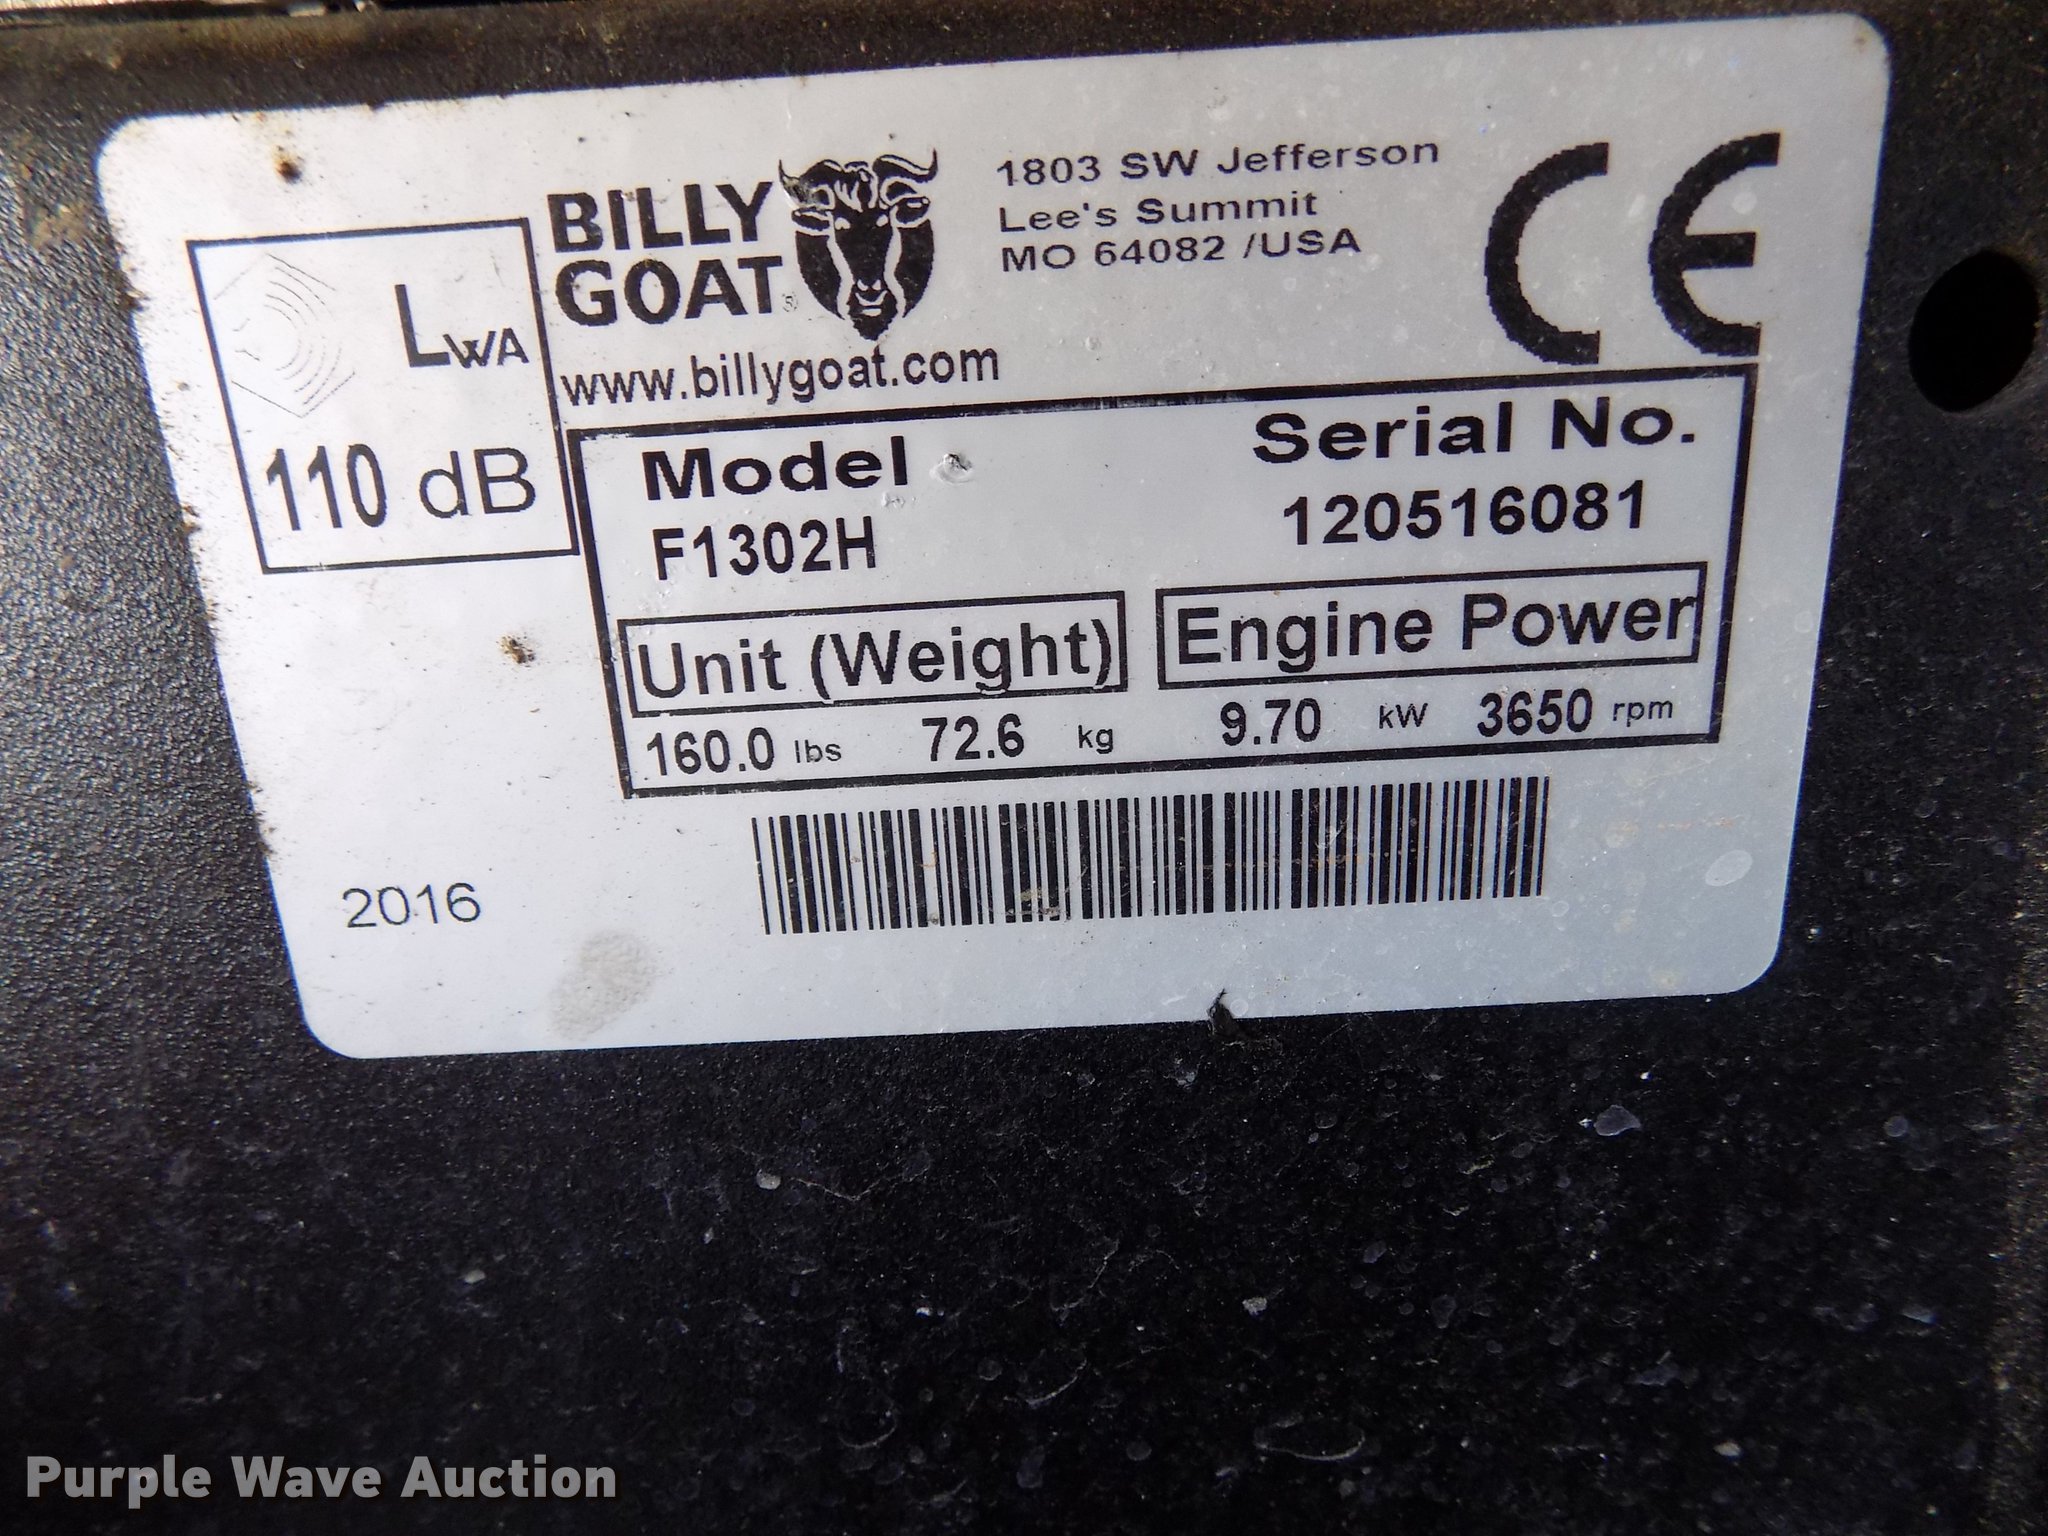 LWA
110 dB
BILLY
GOAT
www.billygoat.com
1803 SW Jefferson
Lee's Summit
MO 64082 /USA
CE
Model
F1302H
Serial No.
120516081
Unit (Weight)
160.0 lbs 72.6 kg
Engine Power
9.70 kW 3650 rpm
2016
Purple Wave Auction